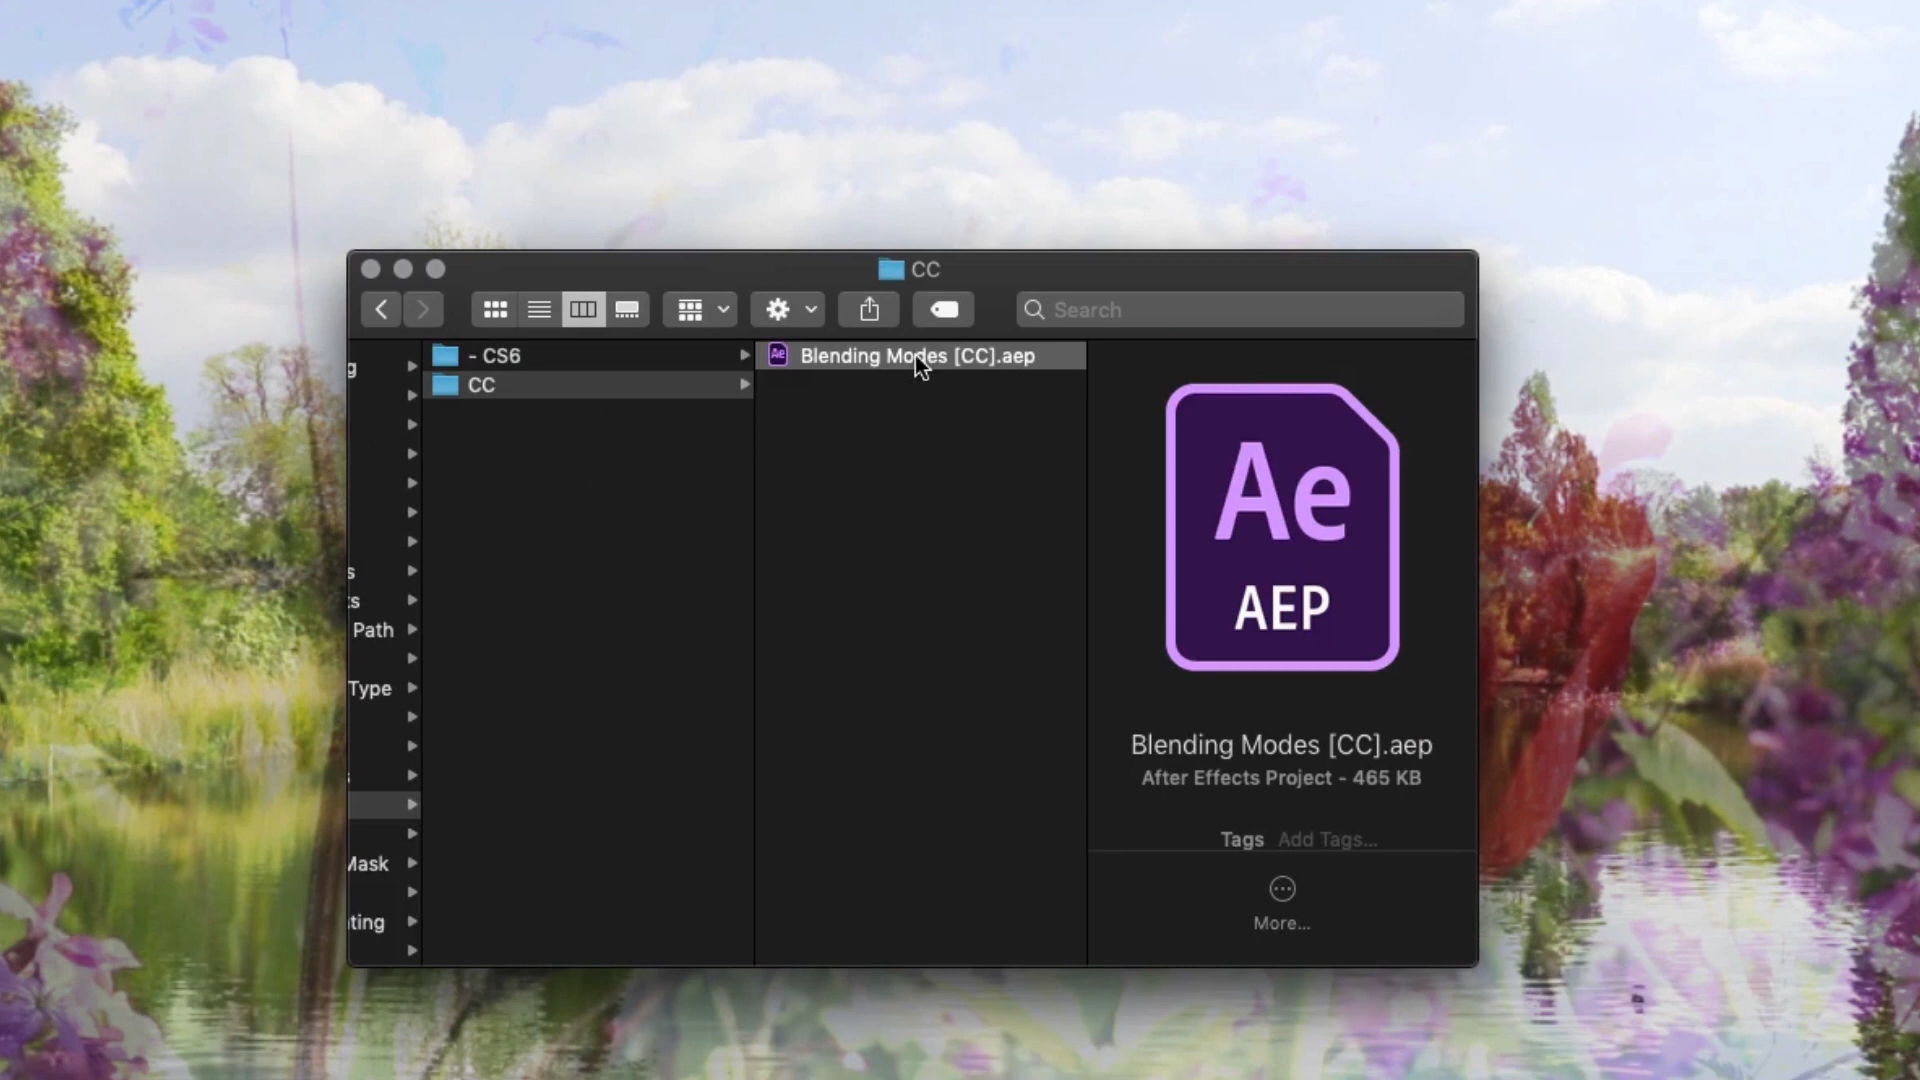 CC
Search
- CS6
CC
Blending Modes [CC].aep
g
s
ts
Path
Type
s
Mask
ting
Ae
AEP
Blending Modes [CC].aep
After Effects Project - 465 KB
Tags Add Tags...
More...